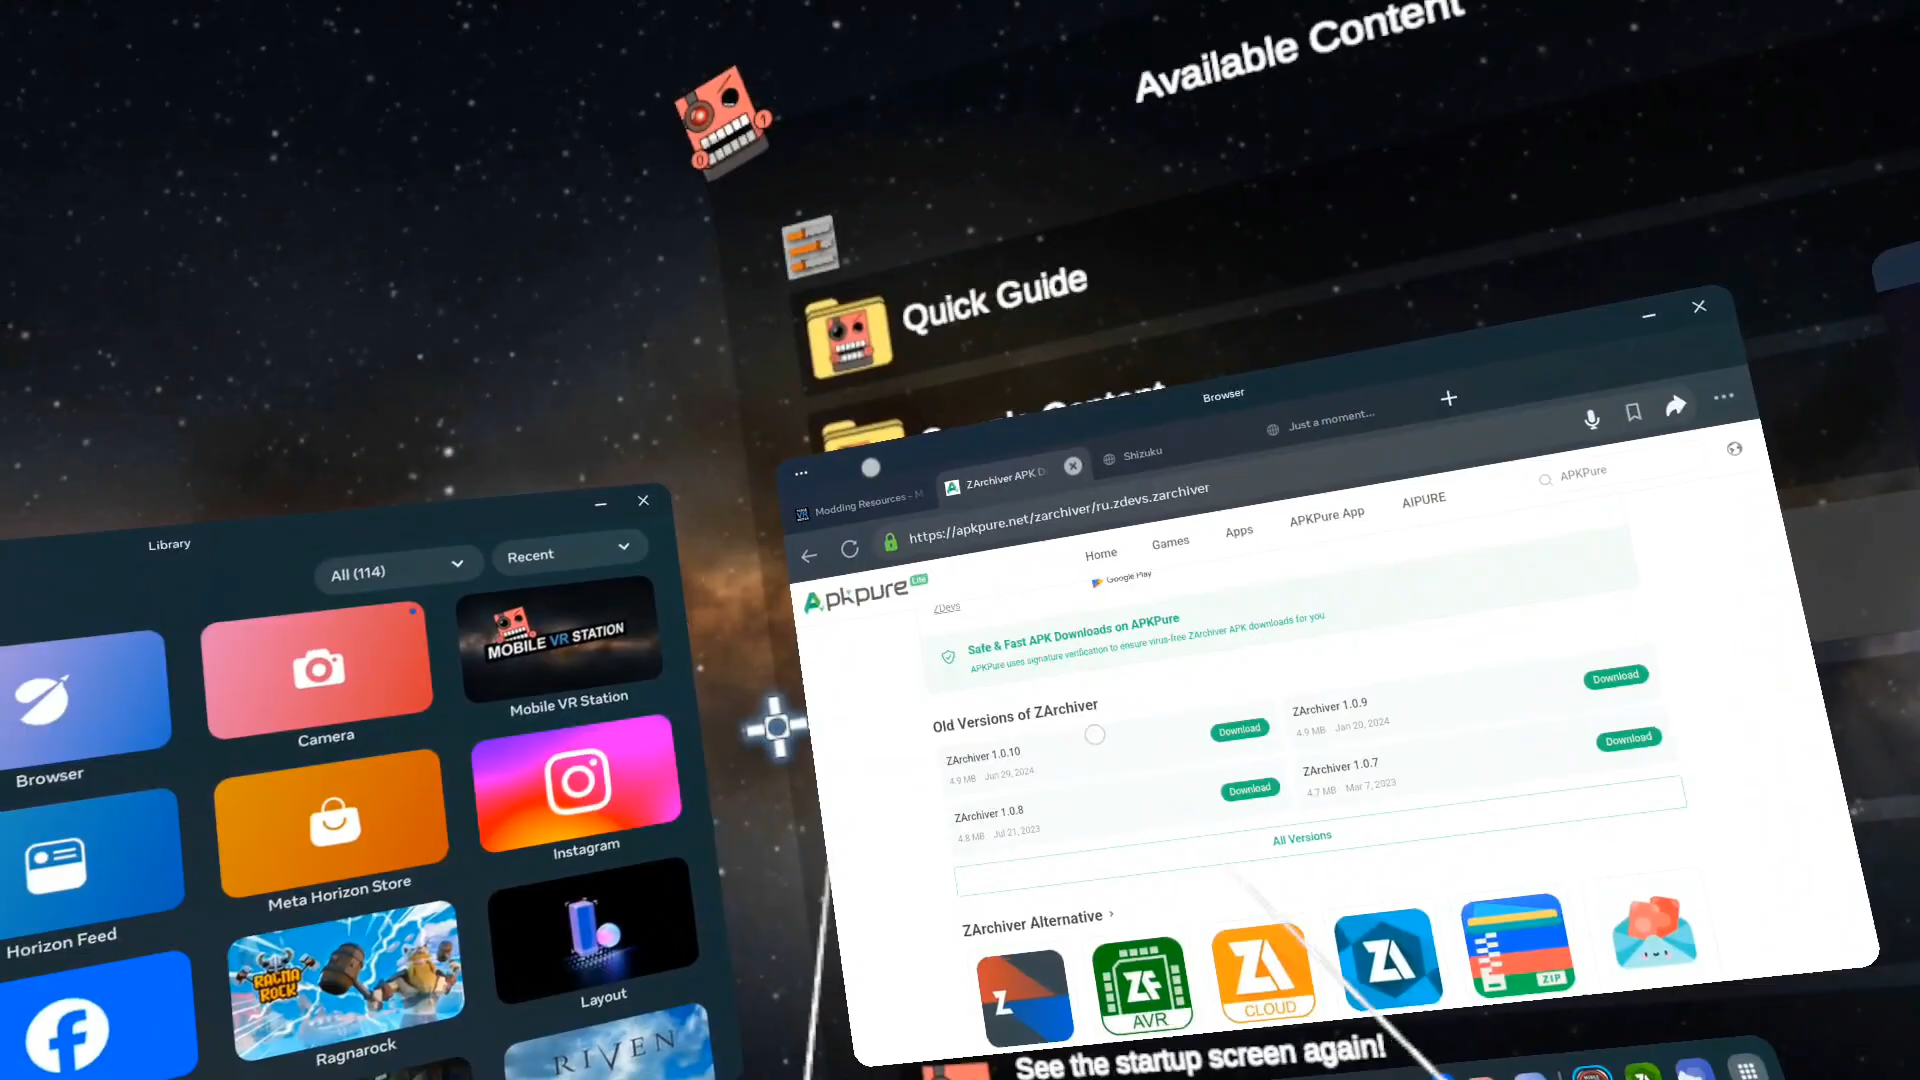 Available Content
Quick Guide
Browser
Modding Resources - M
ZArchiver APK D
Shizuku
Just a moment...
https://apkpure.net/zarchiver/ru.zdevs.zarchiver
Apkpure Lite
Home
Games
Apps
APKPure App
AIPURE
APKPure
Google Play
ZDevs
Safe & Fast APK Downloads on APKPure
APKPure uses signature verification to ensure virus-free ZArchiver APK downloads for you
Old Versions of ZArchiver
ZArchiver 1.0.10
4.9 MB Jun 29, 2024
Download
ZArchiver 1.0.9
4.9 MB Jan 20, 2024
Download
ZArchiver 1.0.8
4.8 MB Jul 21, 2023
Download
ZArchiver 1.0.7
4.7 MB Mar 7, 2023
Download
All Versions
ZArchiver Alternative
Z
ZF
AVR
ZA
CLOUD
ZA
ZIP
See the startup screen again!
Library
All (114)
Recent
Browser
Camera
MOBILE VR STATION
Mobile VR Station
Horizon Feed
Meta Horizon Store
Instagram
RAGNA
ROCK
Ragnarock
Layout
RIVEN